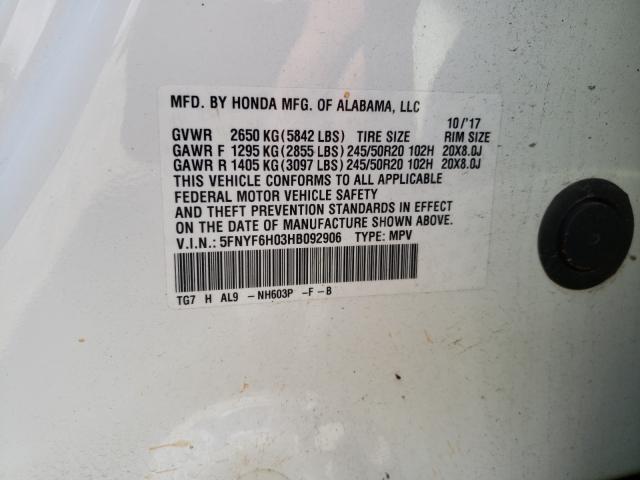 MFD. BY HONDA MFG. OF ALABAMA, LLC
10/'17
GVWR 2650 KG(5842 LBS) TIRE SIZE RIM SIZE
GAWR F 1295 KG(2855 LBS) 245/50R20 102H 20X8.0J
GAWR R 1405 KG(3097 LBS) 245/50R20 102H 20X8.0J
THIS VEHICLE CONFORMS TO ALL APPLICABLE
FEDERAL MOTOR VEHICLE SAFETY
AND THEFT PREVENTION STANDARDS IN EFFECT
ON THE DATE OF MANUFACTURE SHOWN ABOVE.
V.I.N.: 5FNYF6H03HB092906 TYPE: MPV
TG7 H AL9 -NH603P -F-B